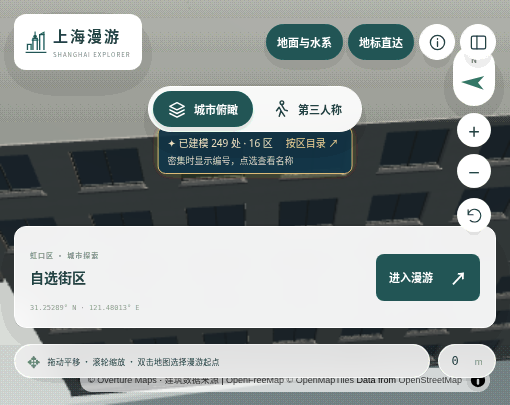 上海漫游
SHANGHAI EXPLORER
地面与水系
地标直达
城市俯瞰
第三人称
✦ 已建模 249 处 · 16 区 按区目录 ↗
密集时显示编号，点选查看名称
虹口区 · 城市探索
自选街区
31.25289° N · 121.48013° E
进入漫游 ↗
拖动平移 · 滚轮缩放 · 双击地图选择漫游起点
0 m
© Overture Maps · 建筑数据来源 | OpenFreeMap © OpenMapTiles Data from OpenStreetMap